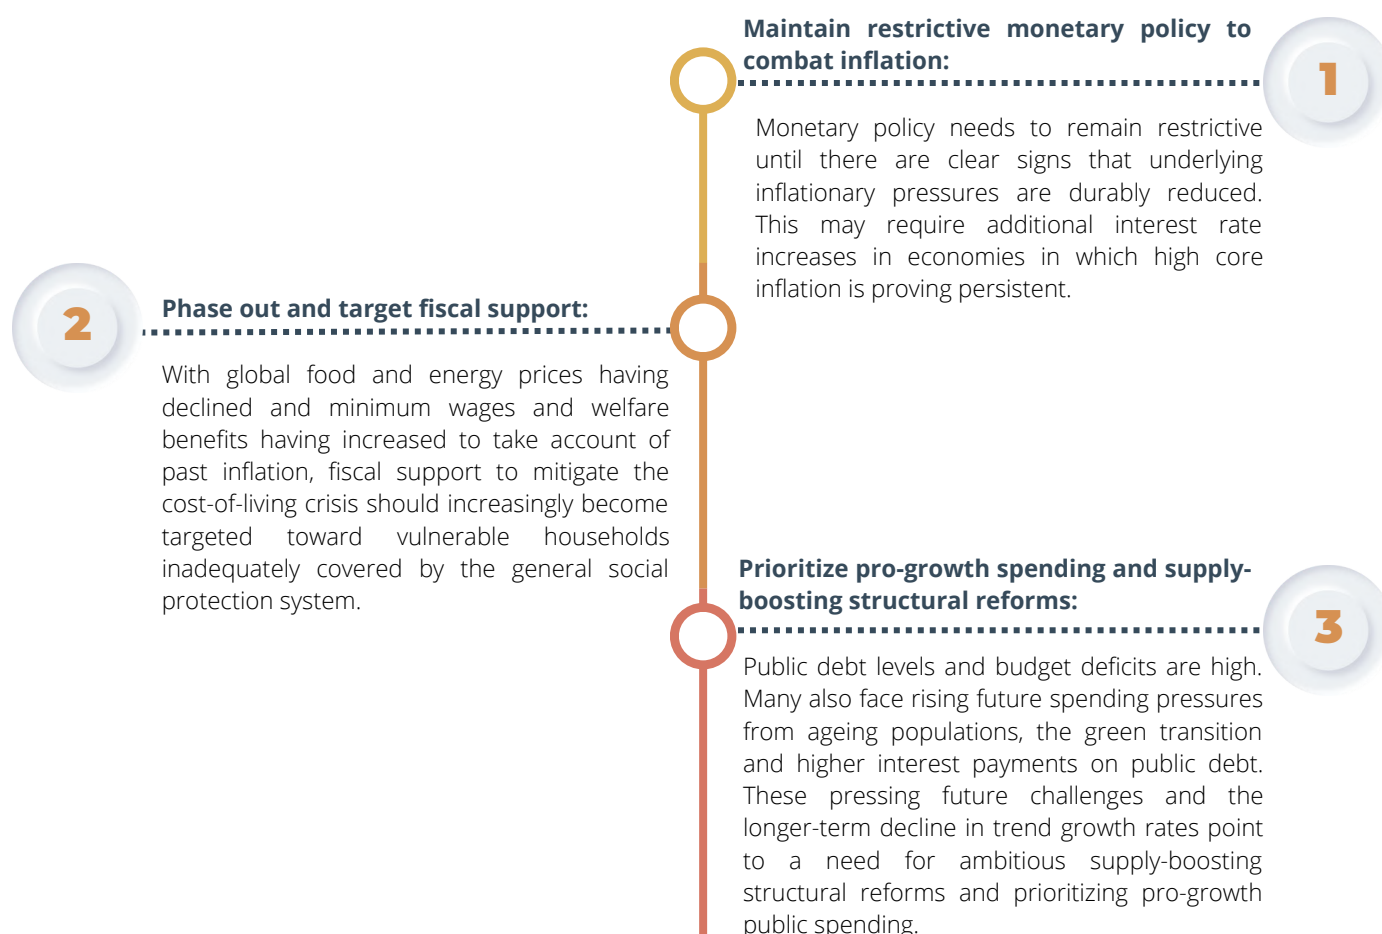 Maintain restrictive monetary policy to
combat inflation:
1
Monetary policy needs to remain restrictive
until there are clear signs that underlying
inflationary pressures are durably reduced.
This may require additional interest rate
increases in economies in which high core
inflation is proving persistent.
2
Phase out and target fiscal support:
With global food and energy prices having
declined and minimum wages and welfare
benefits having increased to take account of
past inflation, fiscal support to mitigate the
cost-of-living crisis should increasingly become
targeted toward vulnerable households
inadequately covered by the general social
protection system.
Prioritize pro-growth spending and supply-
boosting structural reforms:
3
Public debt levels and budget deficits are high.
Many also face rising future spending pressures
from ageing populations, the green transition
and higher interest payments on public debt.
These pressing future challenges and the
longer-term decline in trend growth rates point
to a need for ambitious supply-boosting
structural reforms and prioritizing pro-growth
public spending.